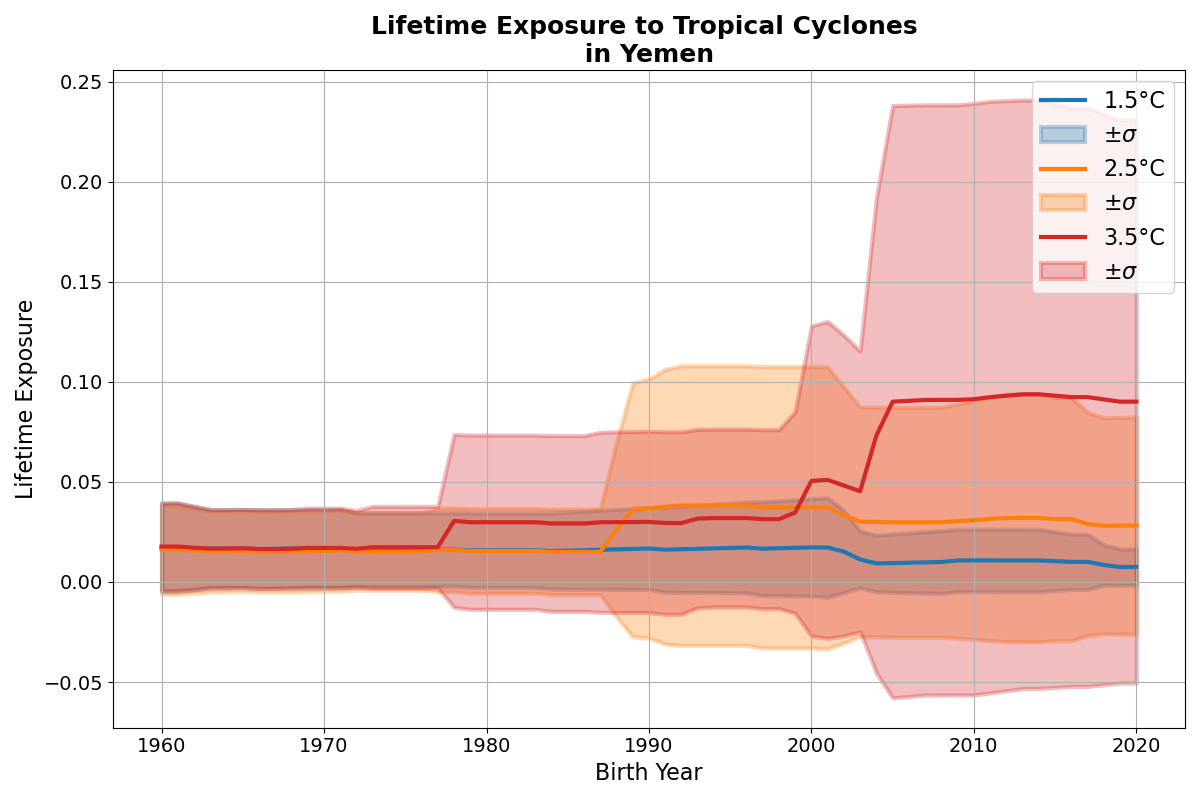 Lifetime Exposure to Tropical Cyclones
in Yemen
0.25
0.20
0.15
0.10
0.05
0.00
−0.05
Lifetime Exposure
1960
1970
1980
1990
2000
2010
2020
Birth Year
1.5°C
±σ
2.5°C
±σ
3.5°C
±σ